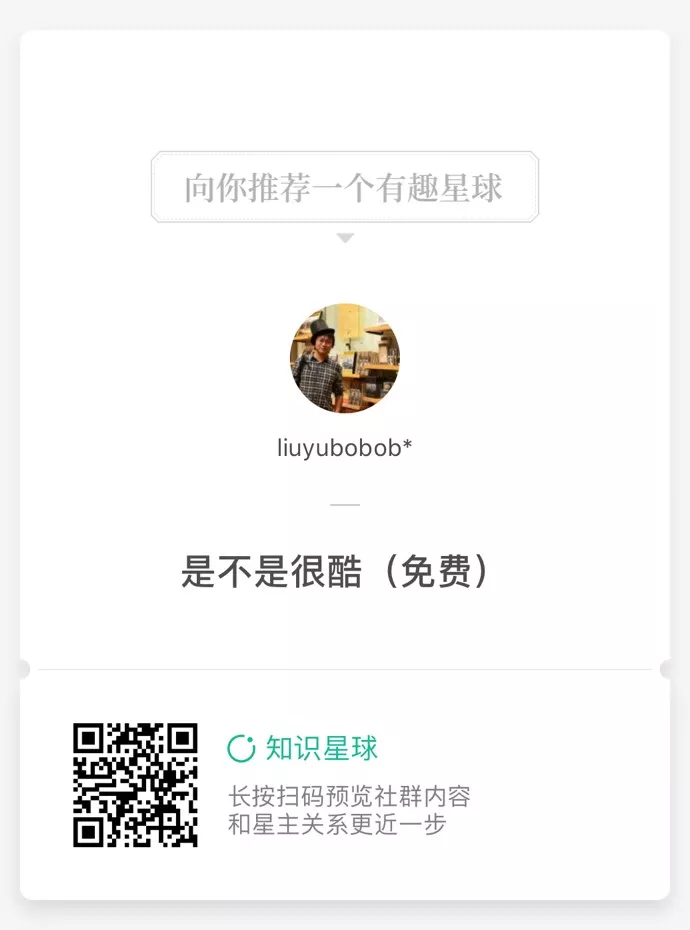 向你推荐一个有趣星球
liuyubobob*
是不是很酷（免费）
知识星球
长按扫码预览社群内容
和星主关系更近一步